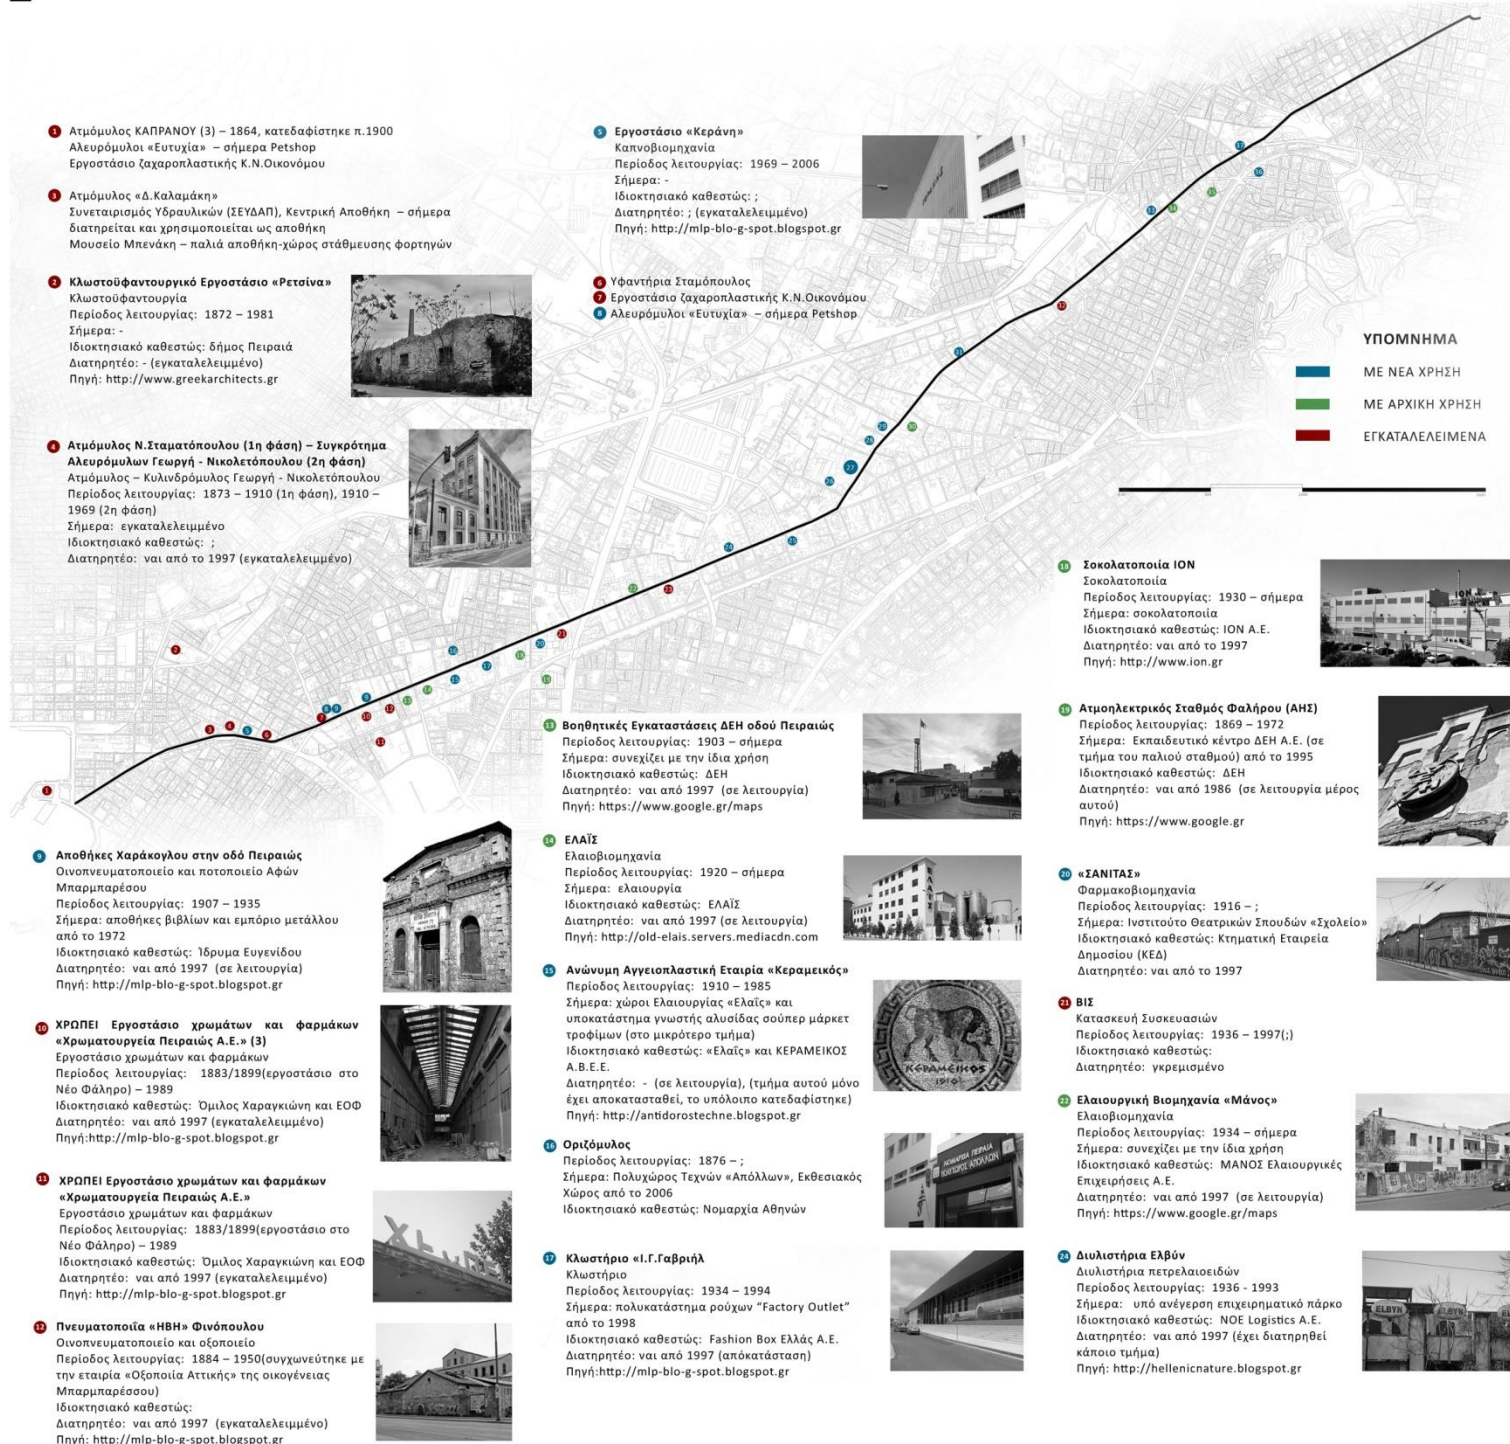 1 Ατμόμυλος ΚΑΠΡΑΝΟΥ (3) – 1864, κατεδαφίστηκε π.1900
Αλευρόμυλοι «Ευτυχία» – σήμερα Petshop
Εργοστάσιο ζαχαροπλαστικής Κ.Ν.Οικονόμου
3 Ατμόμυλος «Δ.Καλαμάκη»
Συνεταιρισμός Υδραυλικών (ΣΕΥΔΑΠ), Κεντρική Αποθήκη – σήμερα
διατηρείται και χρησιμοποιείται ως αποθήκη
Μουσείο Μπενάκη – παλιά αποθήκη-χώρος στάθμευσης φορτηγών
2 Κλωστοϋφαντουργικό Εργοστάσιο «Ρετσίνα»
Κλωστοϋφαντουργία
Περίοδος λειτουργίας: 1872 – 1981
Σήμερα: -
Ιδιοκτησιακό καθεστώς: δήμος Πειραιά
Διατηρητέο: - (εγκαταλελειμμένο)
Πηγή: http://www.greekarchitects.gr
4 Ατμόμυλος Ν.Σταματόπουλου (1η φάση) – Συγκρότημα
Αλευρόμυλων Γεωργή - Νικολετόπουλου (2η φάση)
Ατμόμυλος – Κυλινδρόμυλος Γεωργή - Νικολετόπουλου
Περίοδος λειτουργίας: 1873 – 1910 (1η φάση), 1910 –
1969 (2η φάση)
Σήμερα: εγκαταλελειμμένο
Ιδιοκτησιακό καθεστώς: ;
Διατηρητέο: ναι από το 1997 (εγκαταλελειμμένο)
5 Εργοστάσιο «Κεράνη»
Καπνοβιομηχανία
Περίοδος λειτουργίας: 1969 – 2006
Σήμερα: -
Ιδιοκτησιακό καθεστώς: ;
Διατηρητέο: ; (εγκαταλελειμμένο)
Πηγή: http://mlp-blo-g-spot.blogspot.gr
6 Υφαντήρια Σταμόπουλος
7 Εργοστάσιο ζαχαροπλαστικής Κ.Ν.Οικονόμου
8 Αλευρόμυλοι «Ευτυχία» – σήμερα Petshop
ΥΠΟΜΝΗΜΑ
ΜΕ ΝΕΑ ΧΡΗΣΗ
ΜΕ ΑΡΧΙΚΗ ΧΡΗΣΗ
ΕΓΚΑΤΑΛΕΛΕΙΜΕΝΑ
9 Αποθήκες Χαράκογλου στην οδό Πειραιώς
Οινοπνευματοποιείο και ποτοποιείο Αφών
Μπαρμπαρέσου
Περίοδος λειτουργίας: 1907 – 1935
Σήμερα: αποθήκες βιβλίων και εμπόριο μετάλλου
από το 1972
Ιδιοκτησιακό καθεστώς: Ίδρυμα Ευγενίδου
Διατηρητέο: ναι από 1997 (σε λειτουργία)
Πηγή: http://mlp-blo-g-spot.blogspot.gr
10 ΧΡΩΠΕΙ Εργοστάσιο χρωμάτων και φαρμάκων
«Χρωματουργεία Πειραιώς Α.Ε.» (3)
Εργοστάσιο χρωμάτων και φαρμάκων
Περίοδος λειτουργίας: 1883/1899(εργοστάσιο στο
Νέο Φάληρο) – 1989
Ιδιοκτησιακό καθεστώς: Όμιλος Χαραγκιώνη και ΕΟΦ
Διατηρητέο: ναι από 1997 (εγκαταλελειμμένο)
Πηγή:http://mlp-blo-g-spot.blogspot.gr
11 ΧΡΩΠΕΙ Εργοστάσιο χρωμάτων και φαρμάκων
«Χρωματουργεία Πειραιώς Α.Ε.»
Εργοστάσιο χρωμάτων και φαρμάκων
Περίοδος λειτουργίας: 1883/1899(εργοστάσιο στο
Νέο Φάληρο) – 1989
Ιδιοκτησιακό καθεστώς: Όμιλος Χαραγκιώνη και ΕΟΦ
Διατηρητέο: ναι από 1997 (εγκαταλελειμμένο)
Πηγή: http://mlp-blo-g-spot.blogspot.gr
12 Πνευματοποιΐα «ΗΒΗ» Φινόπουλου
Οινοπνευματοποιείο και οξοποιείο
Περίοδος λειτουργίας: 1884 – 1950(συγχωνεύτηκε με
την εταιρία «Οξοποιία Αττικής» της οικογένειας
Μπαρμπαρέσσου)
Ιδιοκτησιακό καθεστώς:
Διατηρητέο: ναι από 1997 (εγκαταλελειμμένο)
Πηγή: http://mlp-blo-g-spot.blogspot.gr
13 Βοηθητικές Εγκαταστάσεις ΔΕΗ οδού Πειραιώς
Περίοδος λειτουργίας: 1903 – σήμερα
Σήμερα: συνεχίζει με την ίδια χρήση
Ιδιοκτησιακό καθεστώς: ΔΕΗ
Διατηρητέο: ναι από 1997 (σε λειτουργία)
Πηγή: https://www.google.gr/maps
14 ΕΛΑΪΣ
Ελαιοβιομηχανία
Περίοδος λειτουργίας: 1920 – σήμερα
Σήμερα: ελαιουργία
Ιδιοκτησιακό καθεστώς: ΕΛΑΪΣ
Διατηρητέο: ναι από 1997 (σε λειτουργία)
Πηγή: http://old-elais.servers.mediacdn.com
15 Ανώνυμη Αγγειοπλαστική Εταιρία «Κεραμεικός»
Περίοδος λειτουργίας: 1910 – 1985
Σήμερα: χώροι Ελαιουργίας «Ελαΐς» και
υποκατάστημα γνωστής αλυσίδας σούπερ μάρκετ
τροφίμων (στο μικρότερο τμήμα)
Ιδιοκτησιακό καθεστώς: «Ελαΐς» και ΚΕΡΑΜΕΙΚΟΣ
Α.Β.Ε.Ε.
Διατηρητέο: - (σε λειτουργία), (τμήμα αυτού μόνο
έχει αποκατασταθεί, το υπόλοιπο κατεδαφίστηκε)
Πηγή: http://antidorostechne.blogspot.gr
ΚΕΡΑΜΕΙΚΟΣ
1910
16 Οριζόμυλος
Περίοδος λειτουργίας: 1876 – ;
Σήμερα: Πολυχώρος Τεχνών «Απόλλων», Εκθεσιακός
Χώρος από το 2006
Ιδιοκτησιακό καθεστώς: Νομαρχία Αθηνών
ΝΟΜΑΡΧΙΑ ΠΕΙΡΑΙΑ
ΠΟΛΥΧΩΡΟΣ ΑΠΟΛΛΩΝ
17 Κλωστήριο «Ι.Γ.Γαβριήλ
Κλωστήριο
Περίοδος λειτουργίας: 1934 – 1994
Σήμερα: πολυκατάστημα ρούχων “Factory Outlet”
από το 1998
Ιδιοκτησιακό καθεστώς: Fashion Box Ελλάς Α.Ε.
Διατηρητέο: ναι από 1997 (απόκατάσταση)
Πηγή:http://mlp-blo-g-spot.blogspot.gr
18 Σοκολατοποιία ΙΟΝ
Σοκολατοποιία
Περίοδος λειτουργίας: 1930 – σήμερα
Σήμερα: σοκολατοποιία
Ιδιοκτησιακό καθεστώς: ΙΟΝ Α.Ε.
Διατηρητέο: ναι από το 1997
Πηγή: http://www.ion.gr
ΙΟΝ
19 Ατμοηλεκτρικός Σταθμός Φαλήρου (ΑΗΣ)
Περίοδος λειτουργίας: 1869 – 1972
Σήμερα: Εκπαιδευτικό κέντρο ΔΕΗ Α.Ε. (σε
τμήμα του παλιού σταθμού) από το 1995
Ιδιοκτησιακό καθεστώς: ΔΕΗ
Διατηρητέο: ναι από 1986 (σε λειτουργία μέρος
αυτού)
Πηγή: https://www.google.gr
20 «ΣΑΝΙΤΑΣ»
Φαρμακοβιομηχανία
Περίοδος λειτουργίας: 1916 – ;
Σήμερα: Ινστιτούτο Θεατρικών Σπουδών «Σχολείο»
Ιδιοκτησιακό καθεστώς: Κτηματική Εταιρεία
Δημοσίου (ΚΕΔ)
Διατηρητέο: ναι από το 1997
21 ΒΙΣ
Κατασκευή Συσκευασιών
Περίοδος λειτουργίας: 1936 – 1997(;)
Ιδιοκτησιακό καθεστώς:
Διατηρητέο: γκρεμισμένο
22 Ελαιουργική Βιομηχανία «Μάνος»
Ελαιοβιομηχανία
Περίοδος λειτουργίας: 1934 – σήμερα
Σήμερα: συνεχίζει με την ίδια χρήση
Ιδιοκτησιακό καθεστώς: ΜΑΝΟΣ Ελαιουργικές
Επιχειρήσεις Α.Ε.
Διατηρητέο: ναι από 1997 (σε λειτουργία)
Πηγή: https://www.google.gr/maps
24 Διυλιστήρια Ελβύν
Διυλιστήρια πετρελαιοειδών
Περίοδος λειτουργίας: 1936 - 1993
Σήμερα: υπό ανέγερση επιχειρηματικό πάρκο
Ιδιοκτησιακό καθεστώς: NOE Logistics Α.Ε.
Διατηρητέο: ναι από 1997 (έχει διατηρηθεί
κάποιο τμήμα)
Πηγή: http://hellenicnature.blogspot.gr
ELBYN ELBYN ELBYN